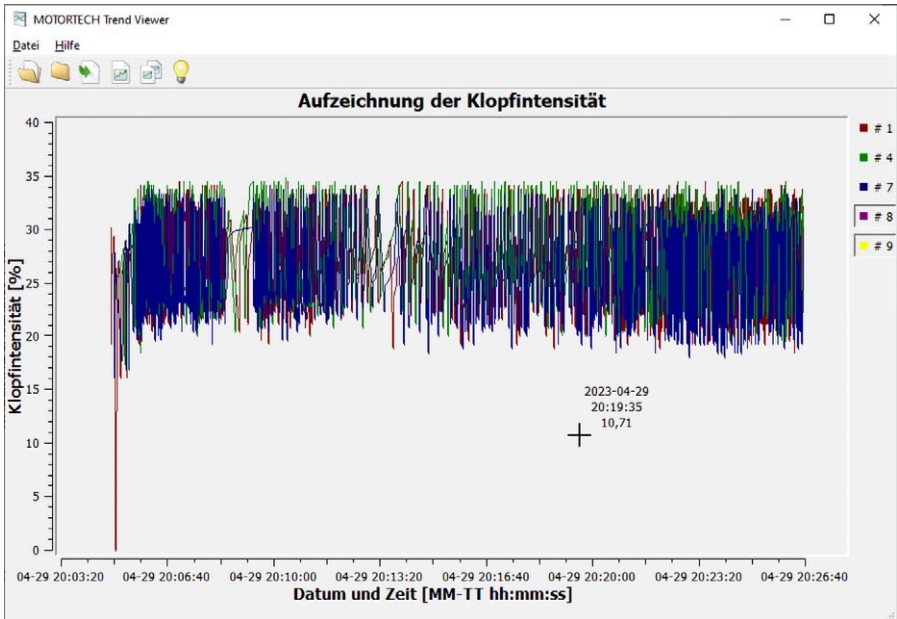 MOTORTECH Trend Viewer
Datei Hilfe
Aufzeichnung der Klopfintensität
Klopfintensität [%]
40
35
30
25
20
15
10
5
0
# 1
# 4
# 7
# 8
# 9
2023-04-29
20:19:35
10,71
04-29 20:03:20 04-29 20:06:40 04-29 20:10:00 04-29 20:13:20 04-29 20:16:40 04-29 20:20:00 04-29 20:23:20 04-29 20:26:40
Datum und Zeit [MM-TT hh:mm:ss]